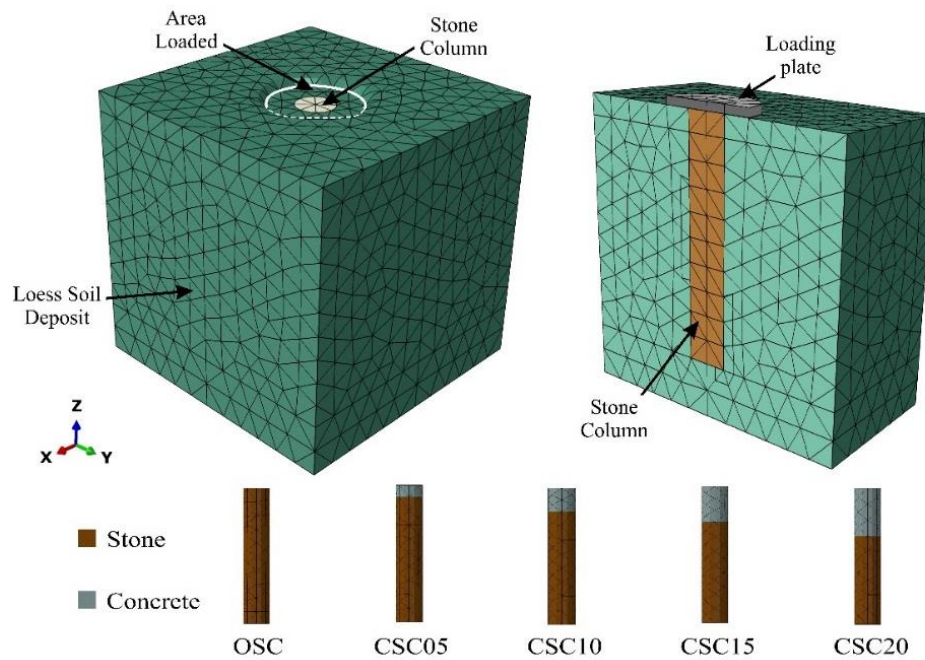 Area
Loaded
Stone
Column
Loading
plate
Loess Soil
Deposit
Stone
Column
Z
X
Y
Stone
Concrete
OSC
CSC05
CSC10
CSC15
CSC20